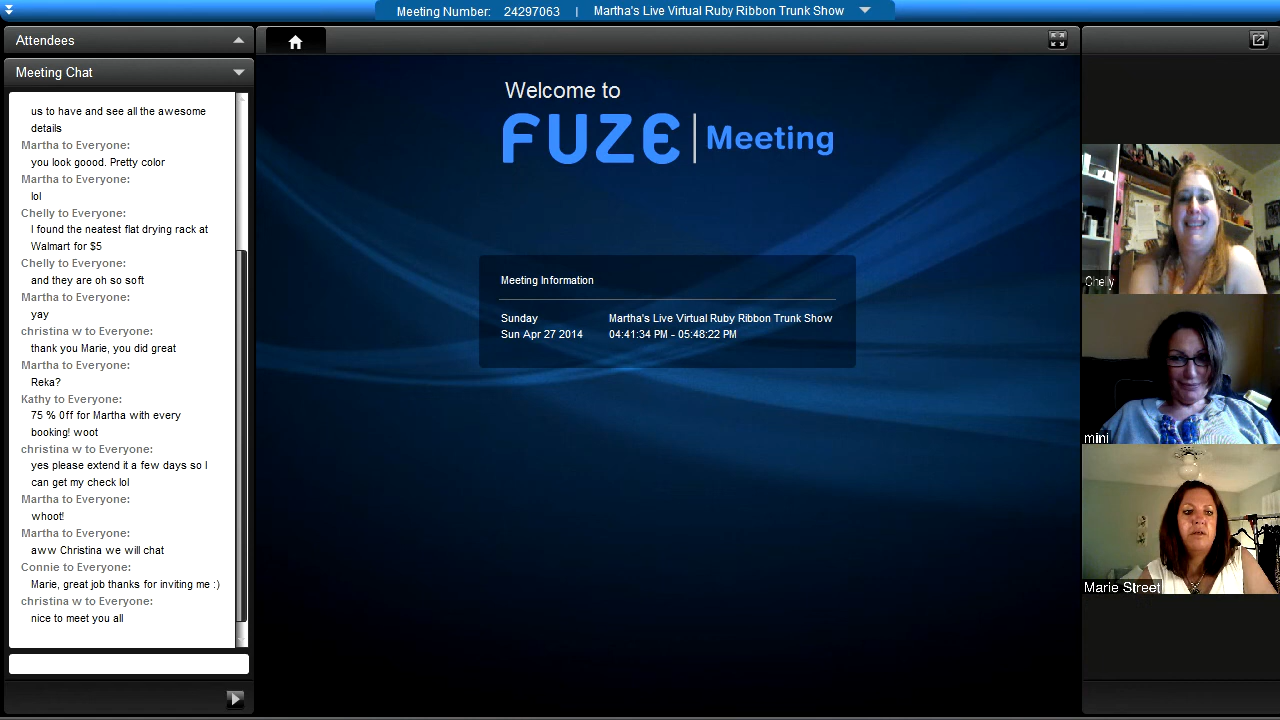 Meeting Number: 24297063 | Martha's Live Virtual Ruby Ribbon Trunk Show
Attendees
Meeting Chat
us to have and see all the awesome
details
Martha to Everyone:
you look goood. Pretty color
Martha to Everyone:
lol
Chelly to Everyone:
I found the neatest flat drying rack at
Walmart for $5
Chelly to Everyone:
and they are oh so soft
Martha to Everyone:
yay
christina w to Everyone:
thank you Marie, you did great
Martha to Everyone:
Reka?
Kathy to Everyone:
75 % 0ff for Martha with every
booking! woot
christina w to Everyone:
yes please extend it a few days so I
can get my check lol
Martha to Everyone:
whoot!
Martha to Everyone:
aww Christina we will chat
Connie to Everyone:
Marie, great job thanks for inviting me :)
christina w to Everyone:
nice to meet you all
Welcome to
FUZE | Meeting
Meeting Information
Sunday Martha's Live Virtual Ruby Ribbon Trunk Show
Sun Apr 27 2014 04:41:34 PM - 05:48:22 PM
Chelly
mini
Marie Street